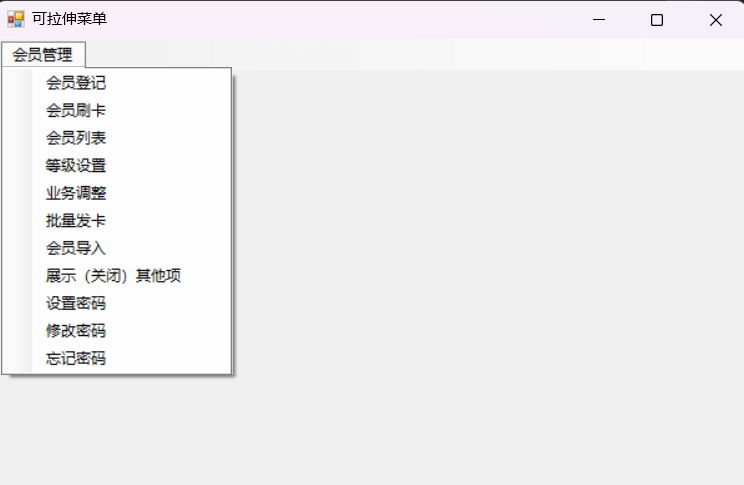 可拉伸菜单
会员管理
会员登记
会员刷卡
会员列表
等级设置
业务调整
批量发卡
会员导入
展示（关闭）其他项
设置密码
修改密码
忘记密码